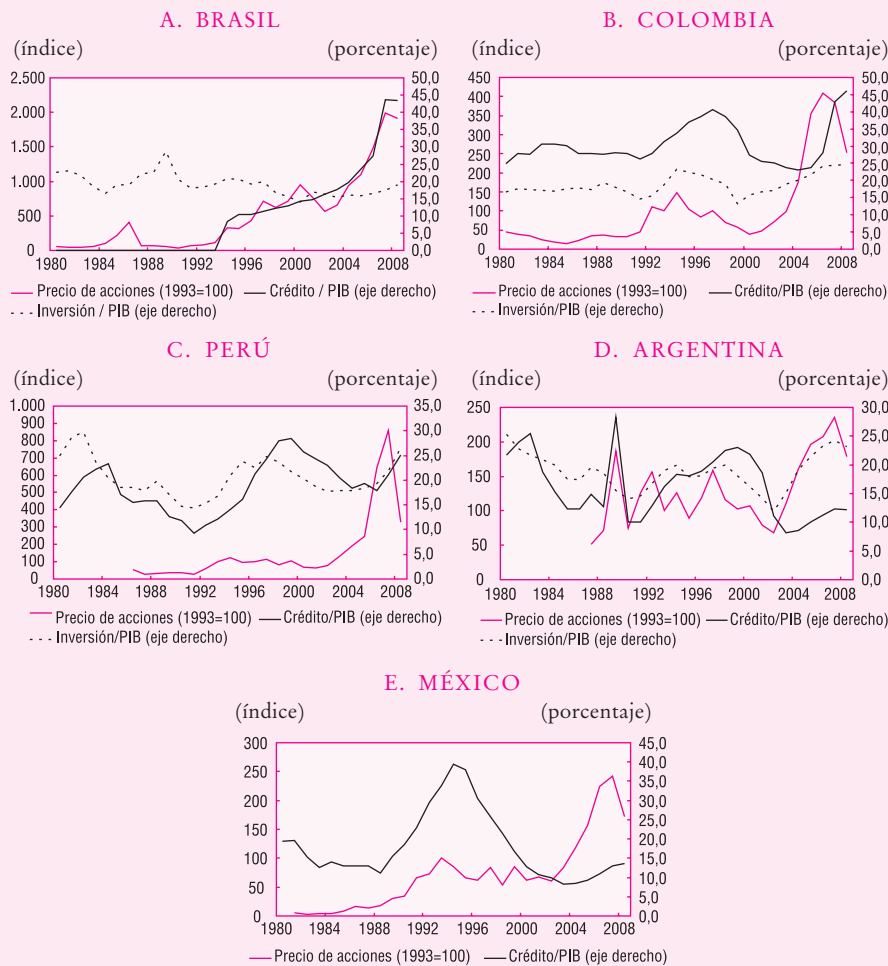 A. BRASIL
(índice) (porcentaje)
2.500 50,0
45,0
2.000 40,0
35,0
1.500 30,0
25,0
1.000 20,0
15,0
500 10,0
5,0
0 0,0
1980 1984 1988 1992 1996 2000 2004 2008
Precio de acciones (1993=100) Crédito / PIB (eje derecho)
Inversión / PIB (eje derecho)
B. COLOMBIA
(índice) (porcentaje)
450 50,0
400 45,0
350 40,0
300 35,0
250 30,0
200 25,0
150 20,0
100 15,0
50 10,0
0 5,0
0,0
1980 1984 1988 1992 1996 2000 2004 2008
Precio de acciones (1993=100) Crédito/PIB (eje derecho)
Inversión/PIB (eje derecho)
C. PERÚ
(índice) (porcentaje)
1.000 35,0
900 30,0
800 25,0
700 20,0
600 15,0
500 10,0
400 5,0
300 0,0
200
100
0
1980 1984 1988 1992 1996 2000 2004 2008
Precio de acciones (1993=100) Crédito/PIB (eje derecho)
Inversión/PIB (eje derecho)
D. ARGENTINA
(índice) (porcentaje)
250 30,0
200 25,0
150 20,0
100 15,0
50 10,0
0 5,0
0,0
1980 1984 1988 1992 1996 2000 2004 2008
Precio de acciones (1993=100) Crédito/PIB (eje derecho)
Inversión/PIB (eje derecho)
E. MÉXICO
(índice) (porcentaje)
300 45,0
250 40,0
200 35,0
150 30,0
100 25,0
50 20,0
0 15,0
10,0
5,0
0,0
1980 1984 1988 1992 1996 2000 2004 2008
Precio de acciones (1993=100) Crédito/PIB (eje derecho)